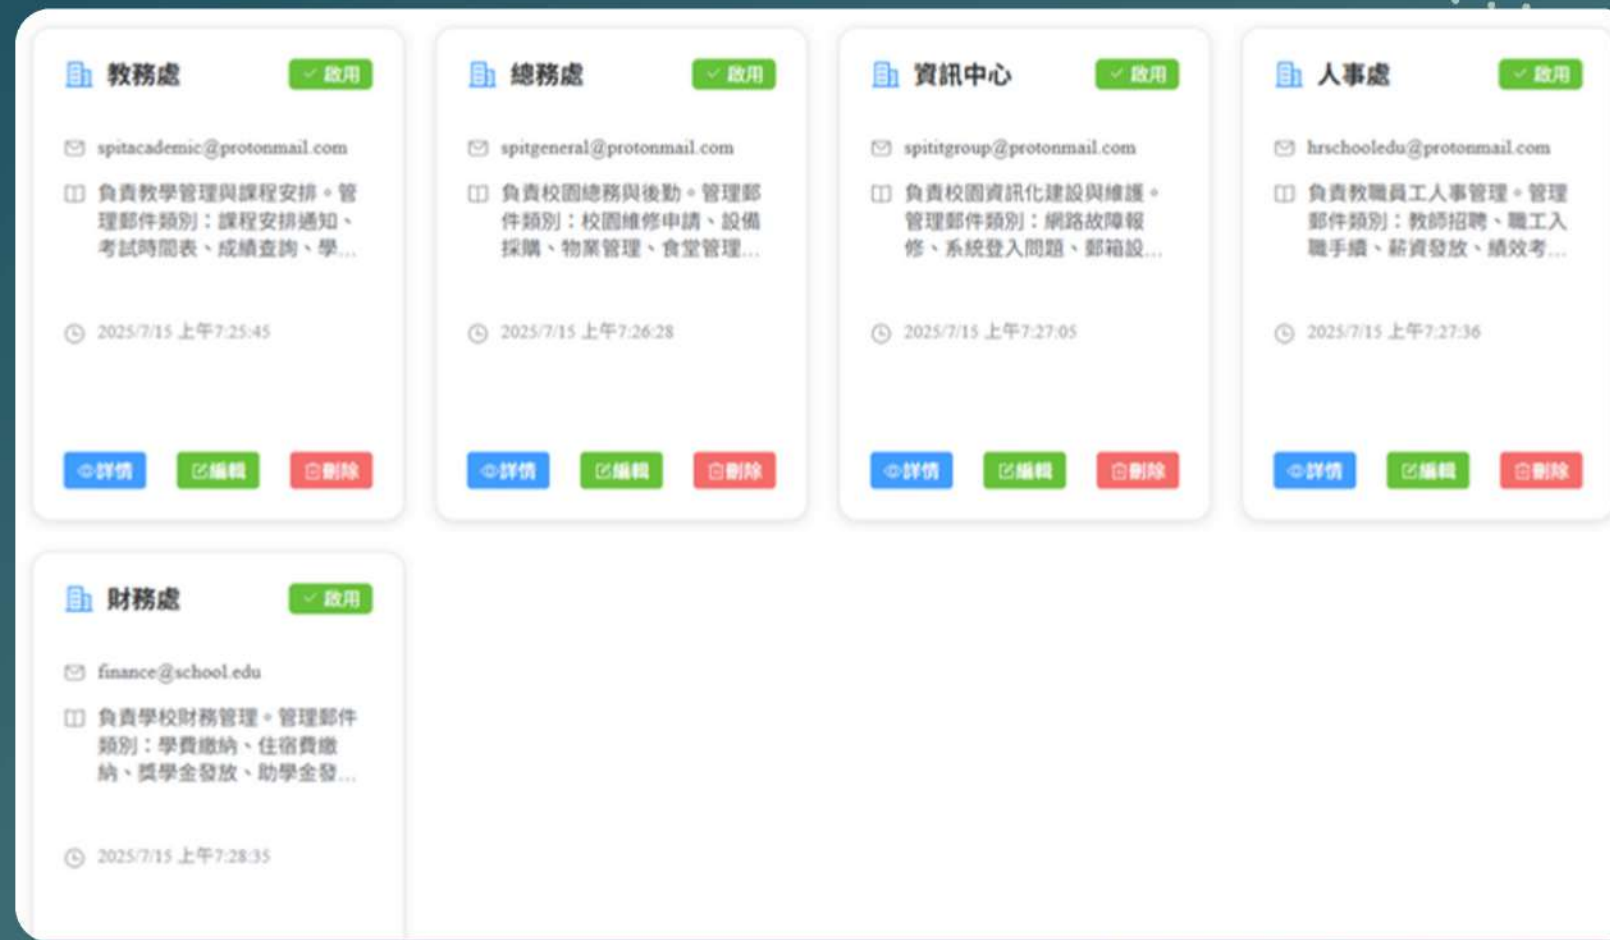 教務處
啟用
spitacademic@protonmail.com
負責教學管理與課程安排。管
理郵件類別：課程安排通知、
考試時間表、成績查詢、學...
2025/7/15 上午7:25:45
詳情
編輯
刪除
總務處
啟用
spitgeneral@protonmail.com
負責校園總務與後勤。管理郵
件類別：校園維修申請、設備
採購、物業管理、食堂管理...
2025/7/15 上午7:26:28
詳情
編輯
刪除
資訊中心
啟用
spititgroup@protonmail.com
負責校園資訊化建設與維護。
管理郵件類別：網路故障報
修、系統登入問題、郵箱設...
2025/7/15 上午7:27:05
詳情
編輯
刪除
人事處
啟用
hrschooledu@protonmail.com
負責教職員工人事管理。管理
郵件類別：教師招聘、職工入
職手續、薪資發放、績效考...
2025/7/15 上午7:27:36
詳情
編輯
刪除
財務處
啟用
finance@school.edu
負責學校財務管理。管理郵件
類別：學費繳納、住宿費繳
納、獎學金發放、助學金發...
2025/7/15 上午7:28:35